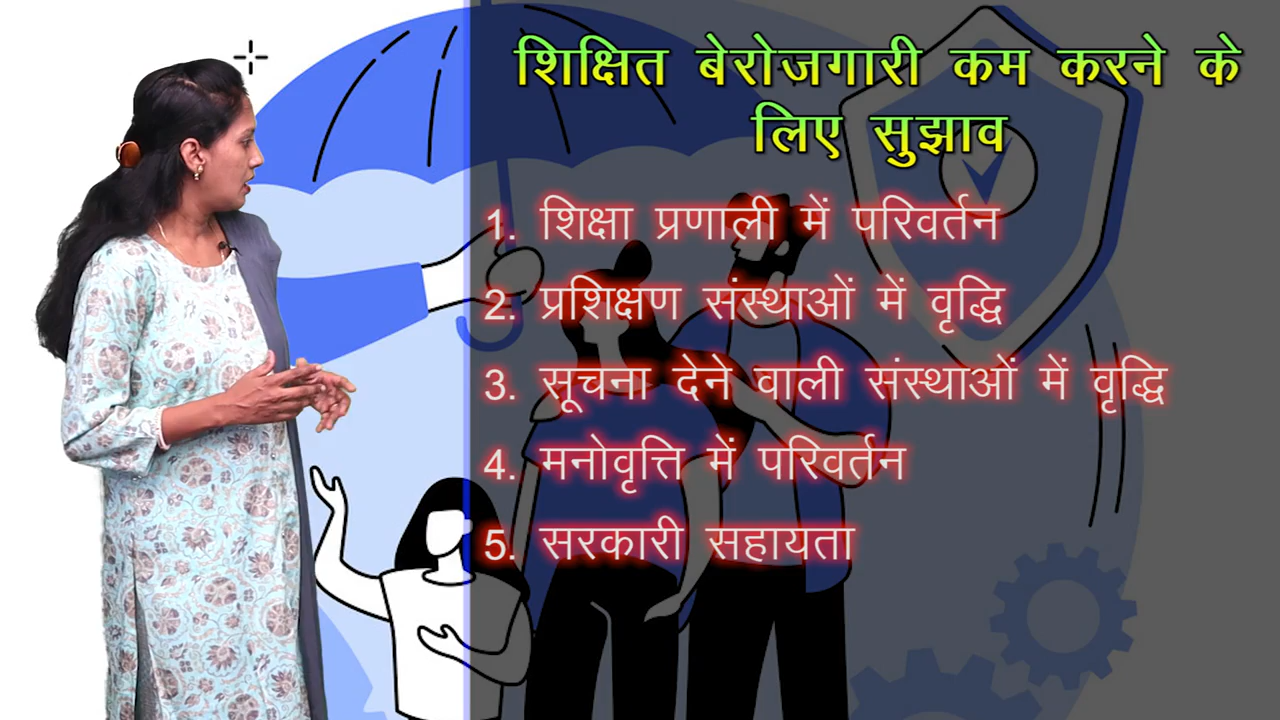 शिक्षित बेरोजगारी कम करने के
लिए सुझाव
1. शिक्षा प्रणाली में परिवर्तन
2. प्रशिक्षण संस्थाओं में वृद्धि
3. सूचना देने वाली संस्थाओं में वृद्धि
4. मनोवृत्ति में परिवर्तन
5. सरकारी सहायता